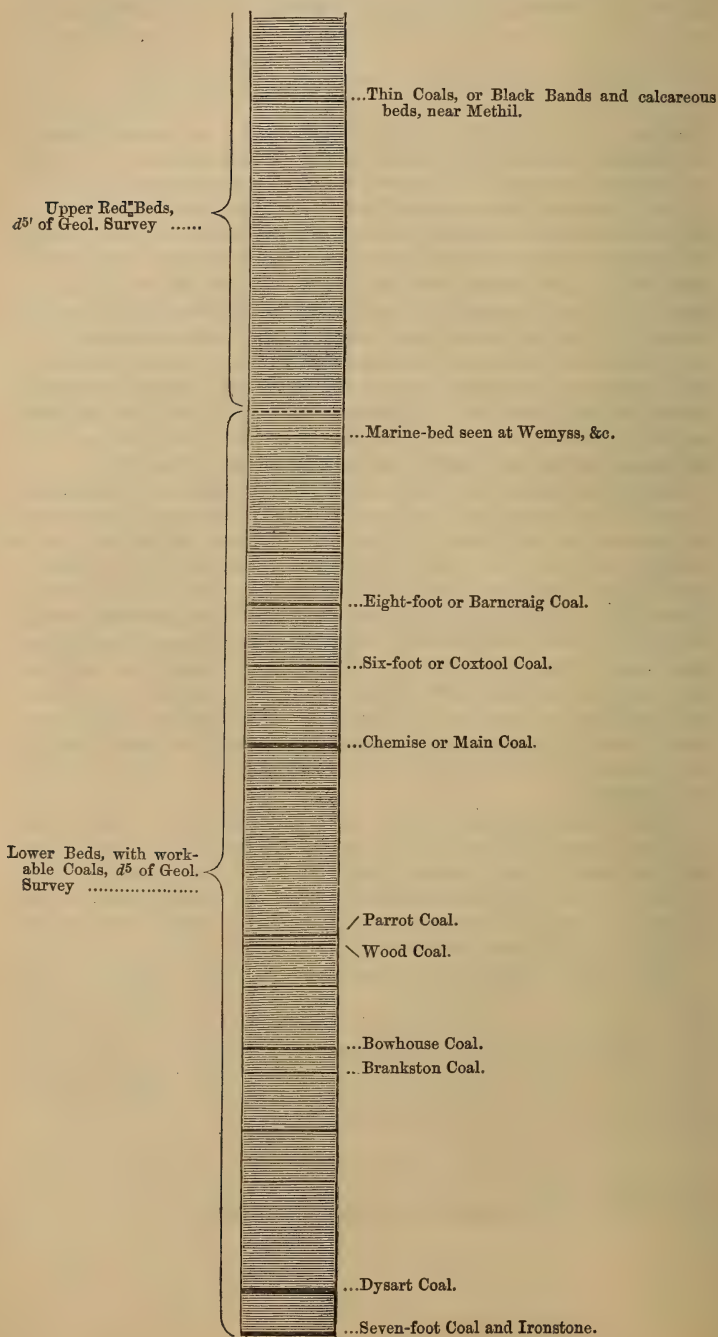 ...Thin Coals, or Black Bands and calcareous
beds, near Methil.
Upper Red Beds,
d5' of Geol. Survey ......
...Marine-bed seen at Wemyss, &c.
...Eight-foot or Barncraig Coal.
...Six-foot or Coxtool Coal.
...Chemise or Main Coal.
Lower Beds, with work-
able Coals, d5 of Geol.
Survey .....................
Parrot Coal.
Wood Coal.
...Bowhouse Coal.
...Brankston Coal.
...Dysart Coal.
...Seven-foot Coal and Ironstone.